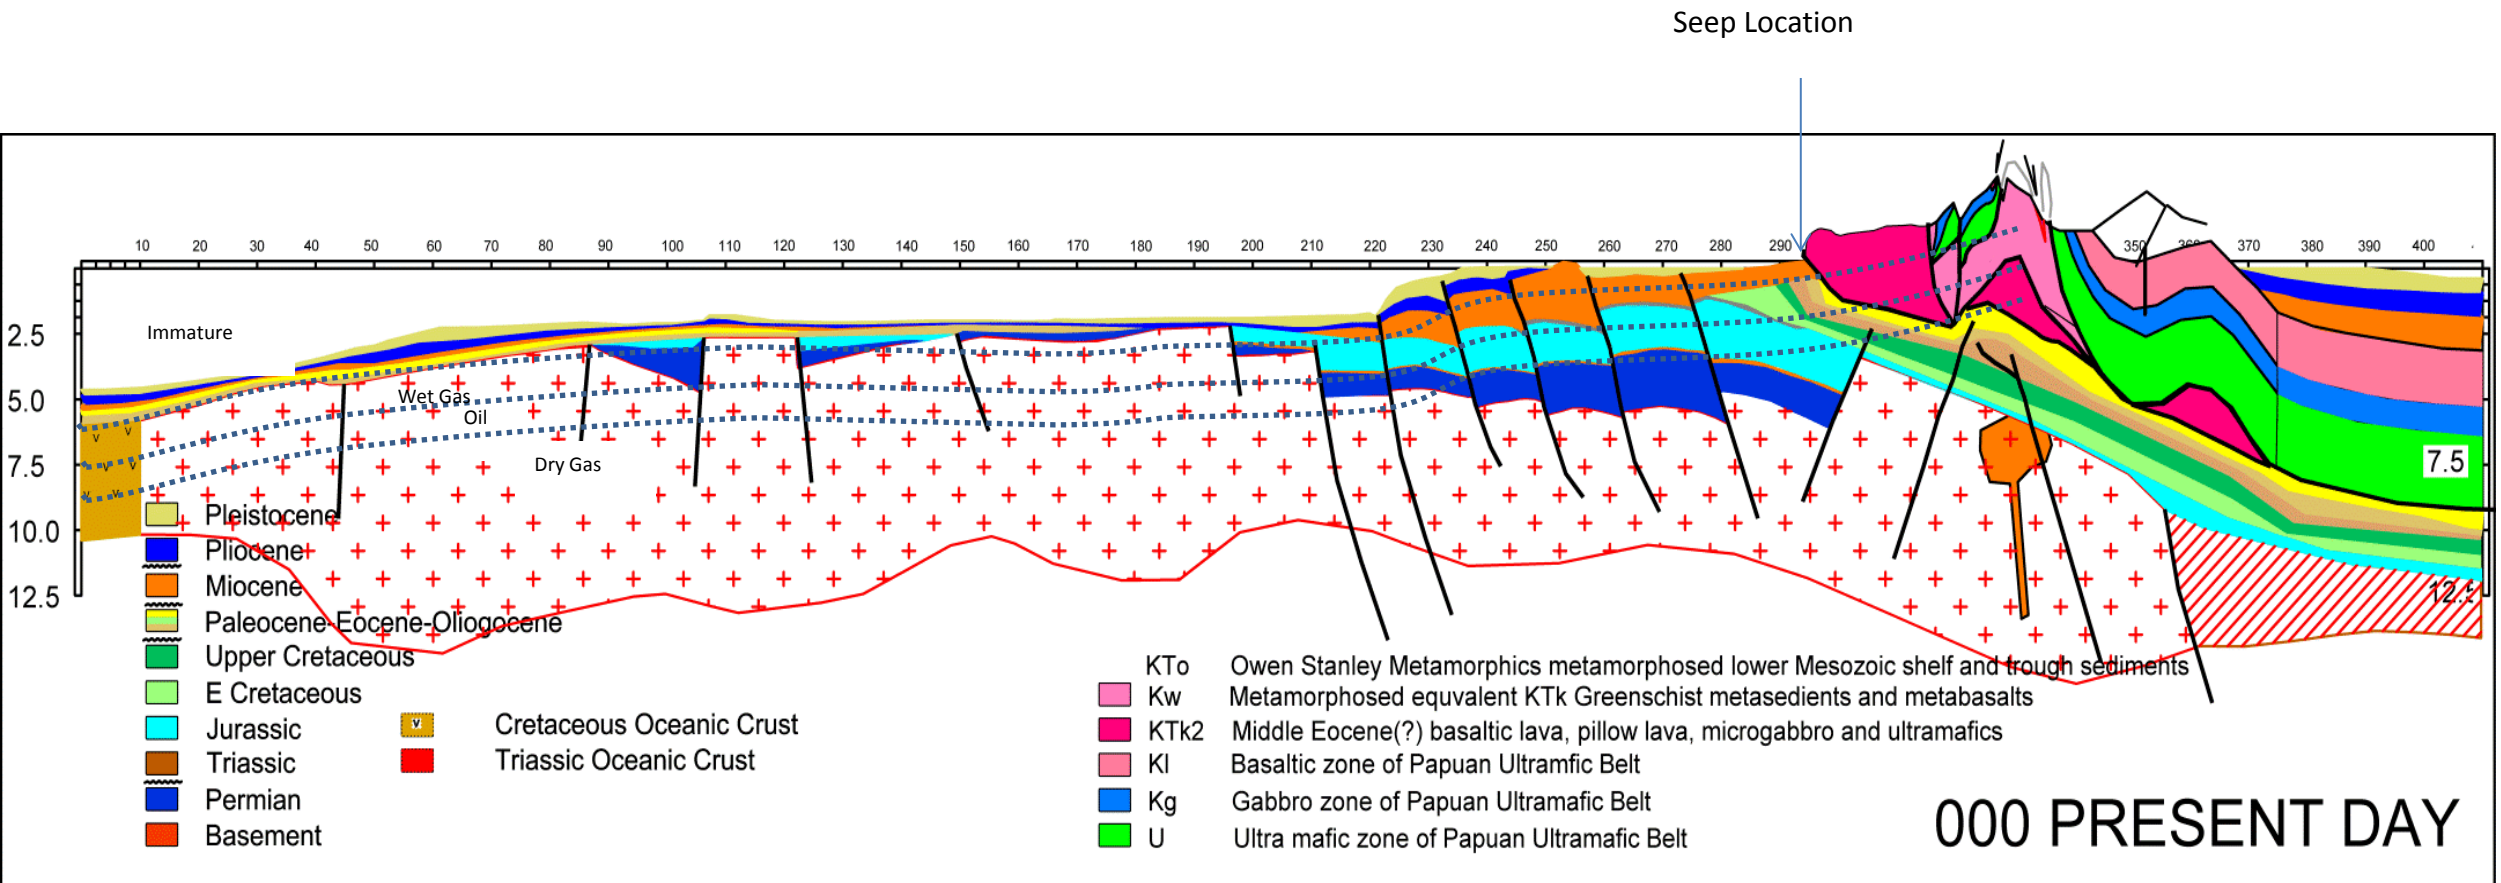 Seep Location
10 20 30 40 50 60 70 80 90 100 110 120 130 140 150 160 170 180 190 200 210 220 230 240 250 260 270 280 290 350 360 370 380 390 400
2.5
Immature
5.0
Wet Gas
Oil
7.5
Dry Gas
7.5
10.0
12.5
12.5
Pleistocene
Pliocene
Miocene
Paleocene-Eocene-Oliogocene
Upper Cretaceous
E Cretaceous
Jurassic
Triassic
Permian
Basement
v Cretaceous Oceanic Crust
Triassic Oceanic Crust
KTo Owen Stanley Metamorphics metamorphosed lower Mesozoic shelf and trough sediments
Kw Metamorphosed equvalent KTk Greenschist metasedients and metabasalts
KTk2 Middle Eocene(?) basaltic lava, pillow lava, microgabbro and ultramafics
Kl Basaltic zone of Papuan Ultramfic Belt
Kg Gabbro zone of Papuan Ultramafic Belt
U Ultra mafic zone of Papuan Ultramafic Belt
000 PRESENT DAY